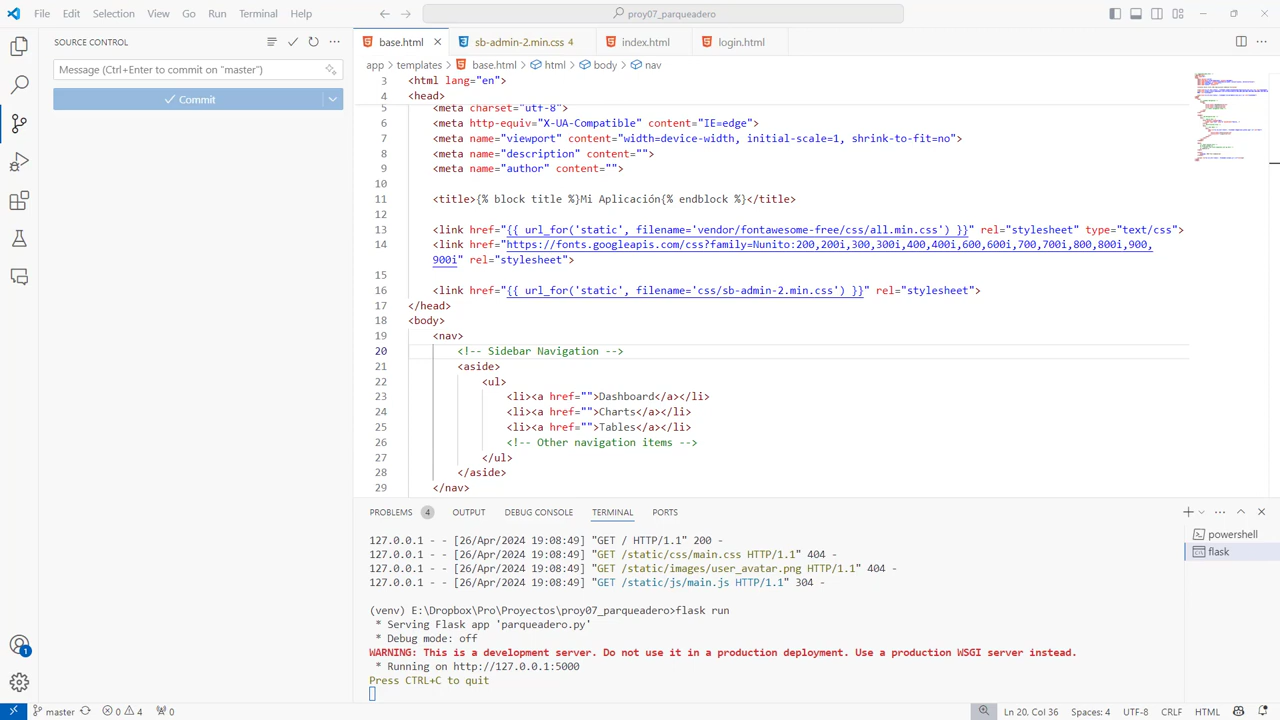 File Edit Selection View Go Run Terminal Help
proy07_parqueadero
SOURCE CONTROL
Message (Ctrl+Enter to commit on "master")
Commit
base.html
sb-admin-2.min.css 4
index.html
login.html
app > templates > base.html > html > body > nav
3 <html lang="en">
4 <head>
5 <meta charset="utf-8">
6 <meta http-equiv="X-UA-Compatible" content="IE=edge">
7 <meta name="viewport" content="width=device-width, initial-scale=1, shrink-to-fit=no">
8 <meta name="description" content="">
9 <meta name="author" content="">
10
11 <title>{% block title %}Mi Aplicación{% endblock %}</title>
12
13 <link href="{{ url_for('static', filename='vendor/fontawesome-free/css/all.min.css') }}" rel="stylesheet" type="text/css">
14 <link href="https://fonts.googleapis.com/css?family=Nunito:200,200i,300,300i,400,400i,600,600i,700,700i,800,800i,900,
900i" rel="stylesheet">
15
16 <link href="{{ url_for('static', filename='css/sb-admin-2.min.css') }}" rel="stylesheet">
17 </head>
18 <body>
19 <nav>
20 <!-- Sidebar Navigation -->
21 <aside>
22 <ul>
23 <li><a href="">Dashboard</a></li>
24 <li><a href="">Charts</a></li>
25 <li><a href="">Tables</a></li>
26 <!-- Other navigation items -->
27 </ul>
28 </aside>
29 </nav>
PROBLEMS 4 OUTPUT DEBUG CONSOLE TERMINAL PORTS
127.0.0.1 - - [26/Apr/2024 19:08:49] "GET / HTTP/1.1" 200 -
127.0.0.1 - - [26/Apr/2024 19:08:49] "GET /static/css/main.css HTTP/1.1" 404 -
127.0.0.1 - - [26/Apr/2024 19:08:49] "GET /static/images/user_avatar.png HTTP/1.1" 404 -
127.0.0.1 - - [26/Apr/2024 19:08:49] "GET /static/js/main.js HTTP/1.1" 304 -
(venv) E:\Dropbox\Pro\Proyectos\proy07_parqueadero>flask run
* Serving Flask app 'parqueadero.py'
* Debug mode: off
WARNING: This is a development server. Do not use it in a production deployment. Use a production WSGI server instead.
* Running on http://127.0.0.1:5000
Press CTRL+C to quit
powershell
flask
1
master 0 4 0 Ln 20, Col 36 Spaces: 4 UTF-8 CRLF HTML